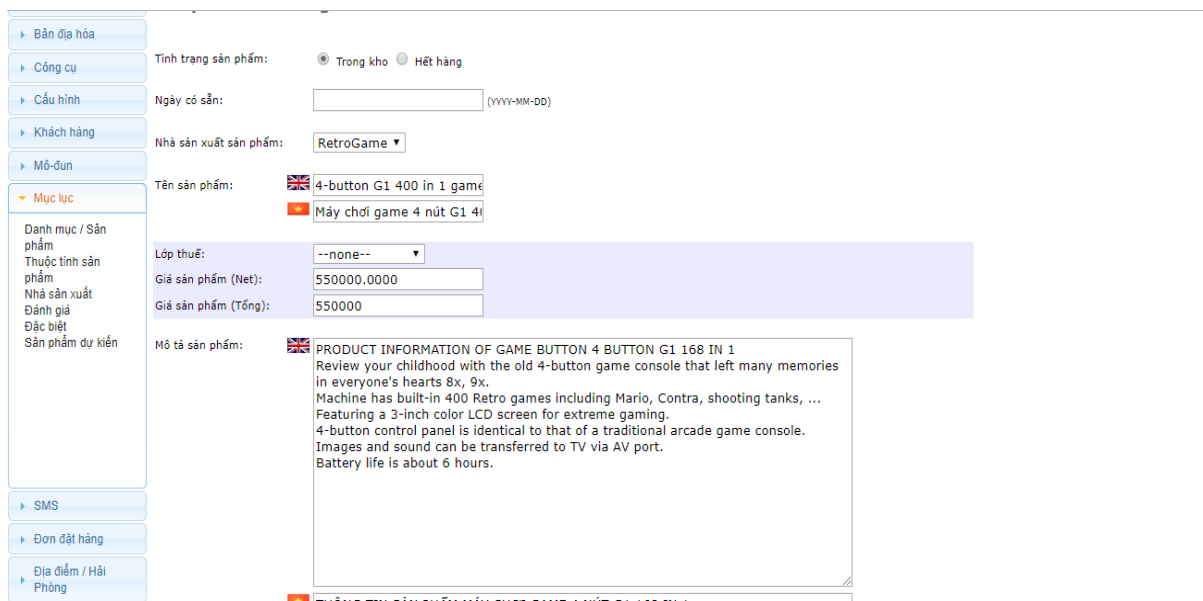 Bản địa hóa
Công cụ
Cấu hình
Khách hàng
Mô-đun
Mục lục
Danh mục / Sản
phẩm
Thuộc tính sản
phẩm
Nhà sản xuất
Đánh giá
Đặc biệt
Sản phẩm dự kiến
SMS
Đơn đặt hàng
Địa điểm / Hải
Phòng
Tình trạng sản phẩm: Trong kho Hết hàng
Ngày có sẵn: (YYYY-MM-DD)
Nhà sản xuất sản phẩm: RetroGame
Tên sản phẩm: 4-button G1 400 in 1 game
Máy chơi game 4 nút G1
Lớp thuế: --none--
Giá sản phẩm (Net): 550000.0000
Giá sản phẩm (Tổng): 550000
Mô tả sản phẩm: PRODUCT INFORMATION OF GAME BUTTON 4 BUTTON G1 168 IN 1
Review your childhood with the old 4-button game console that left many memories
in everyone's hearts 8x, 9x.
Machine has built-in 400 Retro games including Mario, Contra, shooting tanks, ...
Featuring a 3-inch color LCD screen for extreme gaming.
4-button control panel is identical to that of a traditional arcade game console.
Images and sound can be transferred to TV via AV port.
Battery life is about 6 hours.